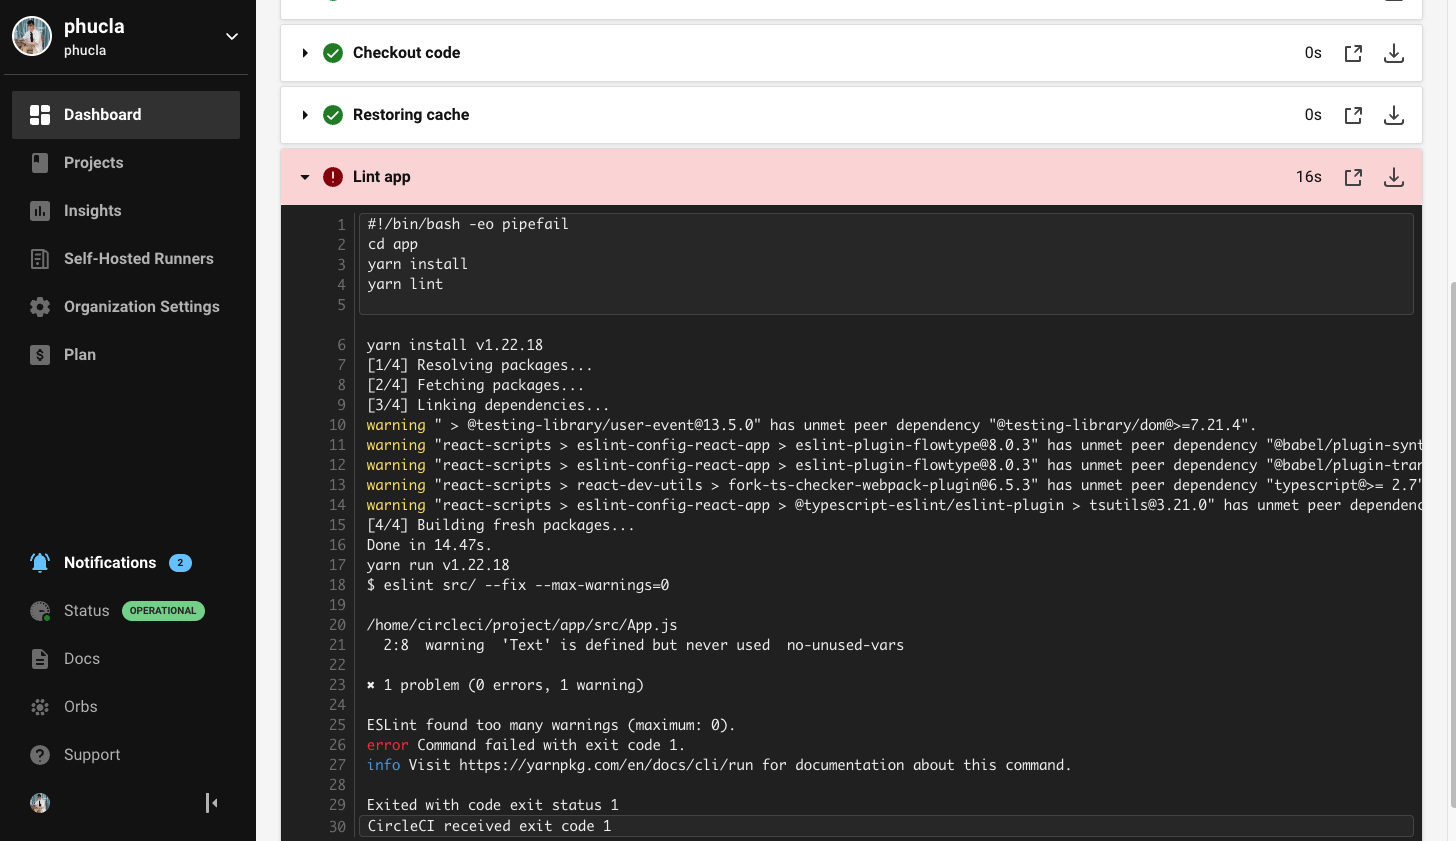 phucla
phucla
Dashboard
Projects
Insights
Self-Hosted Runners
Organization Settings
Plan
Notifications 2
Status OPERATIONAL
Docs
Orbs
Support
Checkout code 0s
Restoring cache 0s
Lint app 16s
1 #!/bin/bash -eo pipefail
2 cd app
3 yarn install
4 yarn lint
5
6 yarn install v1.22.18
7 [1/4] Resolving packages...
8 [2/4] Fetching packages...
9 [3/4] Linking dependencies...
10 warning " > @testing-library/user-event@13.5.0" has unmet peer dependency "@testing-library/dom@>=7.21.4".
11 warning "react-scripts > eslint-config-react-app > eslint-plugin-flowtype@8.0.3" has unmet peer dependency "@babel/plugin-synt
12 warning "react-scripts > eslint-config-react-app > eslint-plugin-flowtype@8.0.3" has unmet peer dependency "@babel/plugin-tran
13 warning "react-scripts > react-dev-utils > fork-ts-checker-webpack-plugin@6.5.3" has unmet peer dependency "typescript@>= 2.7"
14 warning "react-scripts > eslint-config-react-app > @typescript-eslint/eslint-plugin > tsutils@3.21.0" has unmet peer dependenc
15 [4/4] Building fresh packages...
16 Done in 14.47s.
17 yarn run v1.22.18
18 $ eslint src/ --fix --max-warnings=0
19
20 /home/circleci/project/app/src/App.js
21 2:8 warning 'Text' is defined but never used no-unused-vars
22
23 ✖ 1 problem (0 errors, 1 warning)
24
25 ESLint found too many warnings (maximum: 0).
26 error Command failed with exit code 1.
27 info Visit https://yarnpkg.com/en/docs/cli/run for documentation about this command.
28
29 Exited with code exit status 1
30 CircleCI received exit code 1